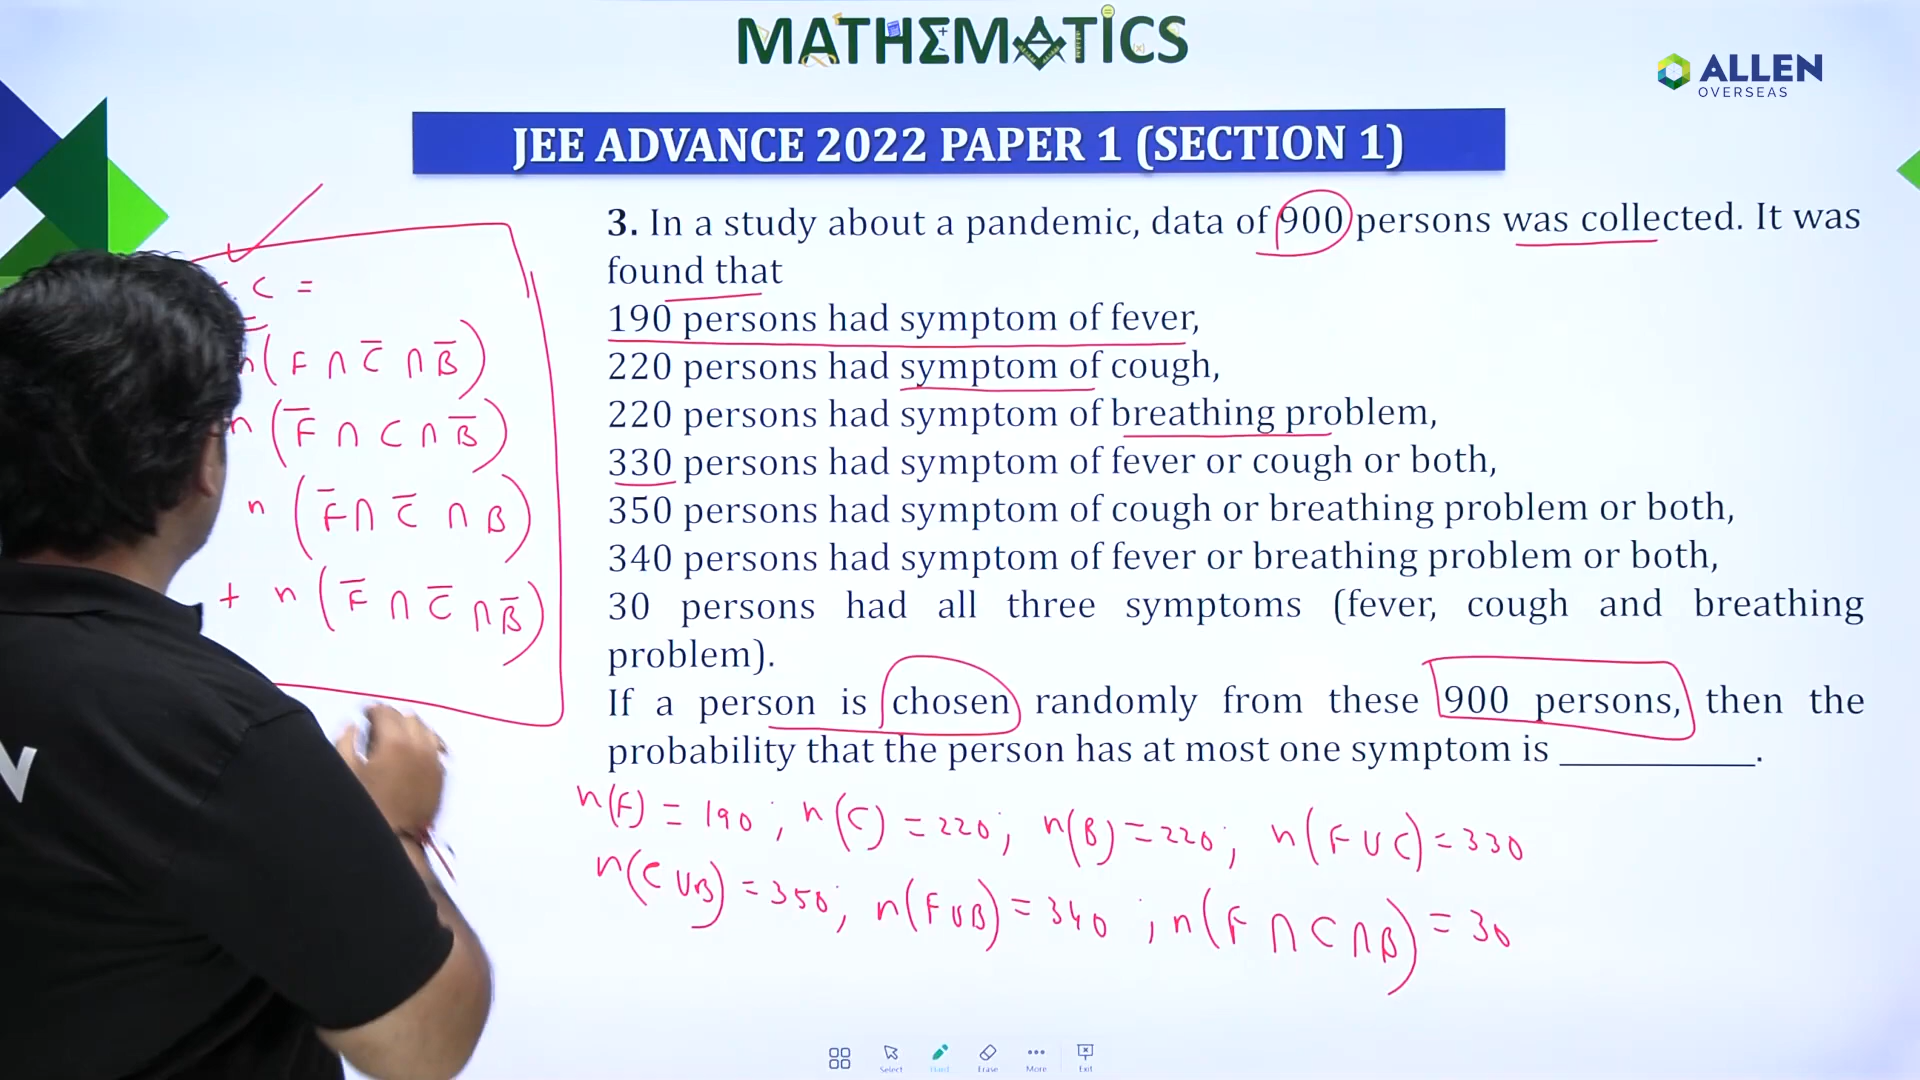 MATHΣMATICS
ALLEN
OVERSEAS
JEE ADVANCE 2022 PAPER 1 (SECTION 1)
3. In a study about a pandemic, data of 900 persons was collected. It was
found that
190 persons had symptom of fever,
220 persons had symptom of cough,
220 persons had symptom of breathing problem,
330 persons had symptom of fever or cough or both,
350 persons had symptom of cough or breathing problem or both,
340 persons had symptom of fever or breathing problem or both,
30 persons had all three symptoms (fever, cough and breathing
problem).
If a person is chosen randomly from these 900 persons, then the
probability that the person has at most one symptom is ____________.
C =
n(F ∩ C̅ ∩ B̅)
n(F̅ ∩ C ∩ B̅)
n(F̅ ∩ C̅ ∩ B)
+ n(F̅ ∩ C̅ ∩ B̅)
n(F) = 190 ; n(C) = 220 ; n(B) = 220 ; n(F ∪ C) = 330
n(C ∪ B) = 350 ; n(F ∪ B) = 340 ; n(F ∩ C ∩ B) = 30
Select
Erase
More
Exit